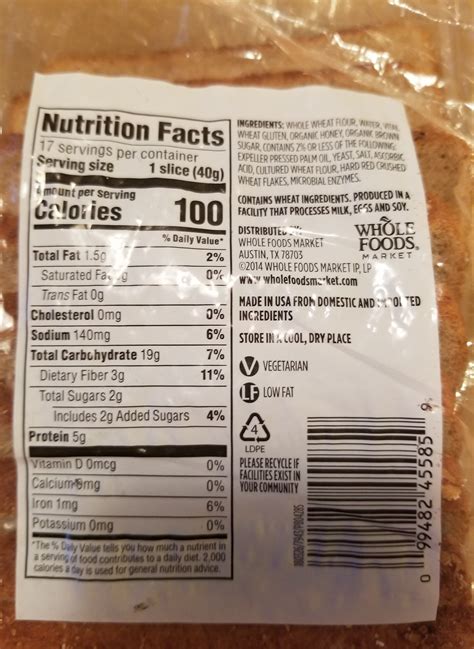 Nutrition Facts
17 servings per container
Serving size 1 slice (40g)
Amount per serving
Calories 100
% Daily Value*
Total Fat 1.5g 2%
Saturated Fat 0g 0%
Trans Fat 0g
Cholesterol 0mg 0%
Sodium 140mg 6%
Total Carbohydrate 19g 7%
Dietary Fiber 3g 11%
Total Sugars 2g
Includes 2g Added Sugars 4%
Protein 5g
Vitamin D 0mcg 0%
Calcium 0%
Iron 1mg 6%
Potassium 0mg 0%
*The % Daily Value tells you how much a nutrient in
a serving of food contributes to a daily diet. 2,000
calories a day is used for general nutrition advice.
INGREDIENTS: WHOLE WHEAT FLOUR, WATER, VITAL
WHEAT GLUTEN, ORGANIC HONEY, ORGANIC BROWN
SUGAR, CONTAINS 2% OR LESS OF THE FOLLOWING:
EXPELLER PRESSED PALM OIL, YEAST, SALT, ASCORBIC
ACID, CULTURED WHEAT FLOUR, HARD RED CRUSHED
WHEAT FLAKES, MICROBIAL ENZYMES.
CONTAINS WHEAT INGREDIENTS. PRODUCED IN A
FACILITY THAT PROCESSES MILK, EGGS AND SOY.
DISTRIBUTED BY:
WHOLE FOODS MARKET
AUSTIN, TX 78703
©2014 WHOLE FOODS MARKET IP, LP
www.wholefoodsmarket.com
WHOLE
FOODS®
MARKET
MADE IN USA FROM DOMESTIC AND IMPORTED
INGREDIENTS
STORE IN A COOL, DRY PLACE
V VEGETARIAN
LF LOW FAT
4
LDPE
PLEASE RECYCLE IF
FACILITIES EXIST IN
YOUR COMMUNITY
0 99482 45585 9